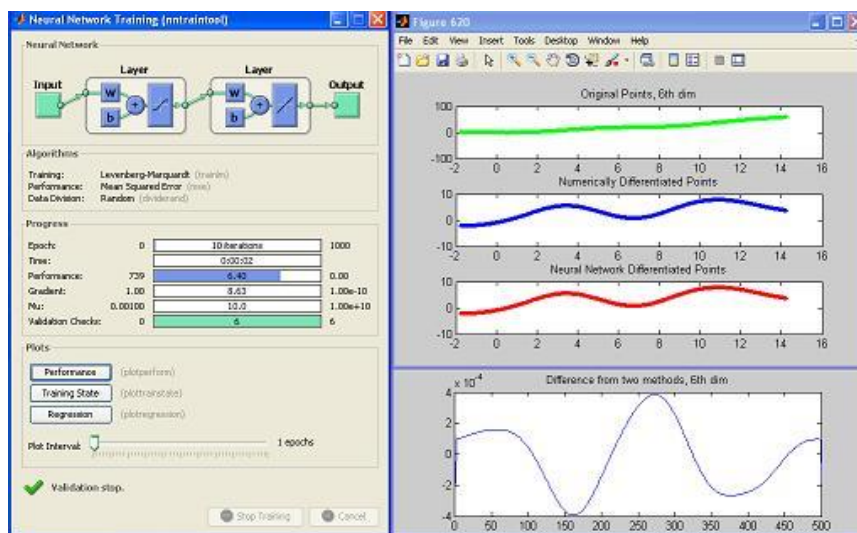 Neural Network Training (nntraintool)
Neural Network
Layer Layer
Input Output
W W
b b
Algorithms
Training: Levenberg-Marquardt (trainlm)
Performance: Mean Squared Error (mse)
Data Division: Random (dividerand)
Progress
Epoch: 0 10 iterations 1000
Time: 0:00:02
Performance: 739 6.40 0.00
Gradient: 1.00 8.63 1.00e-10
Mu: 0.00100 10.0 1.00e+10
Validation Checks: 0 6 6
Plots
Performance (plotperform)
Training State (plottrainstate)
Regression (plotregression)
Plot Interval: 1 epochs
Validation stop.
Stop Training Cancel
Figure 620
File Edit View Insert Tools Desktop Window Help
Original Points, 6th dim
100
0
-100
-2 0 2 4 6 8 10 12 14 16
Numerically Differentiated Points
10
0
-10
-2 0 2 4 6 8 10 12 14 16
Neural Network Differentiated Points
10
0
-10
-2 0 2 4 6 8 10 12 14 16
x 10^-4 Difference from two methods, 6th dim
4
2
0
-2
-4
0 50 100 150 200 250 300 350 400 450 500